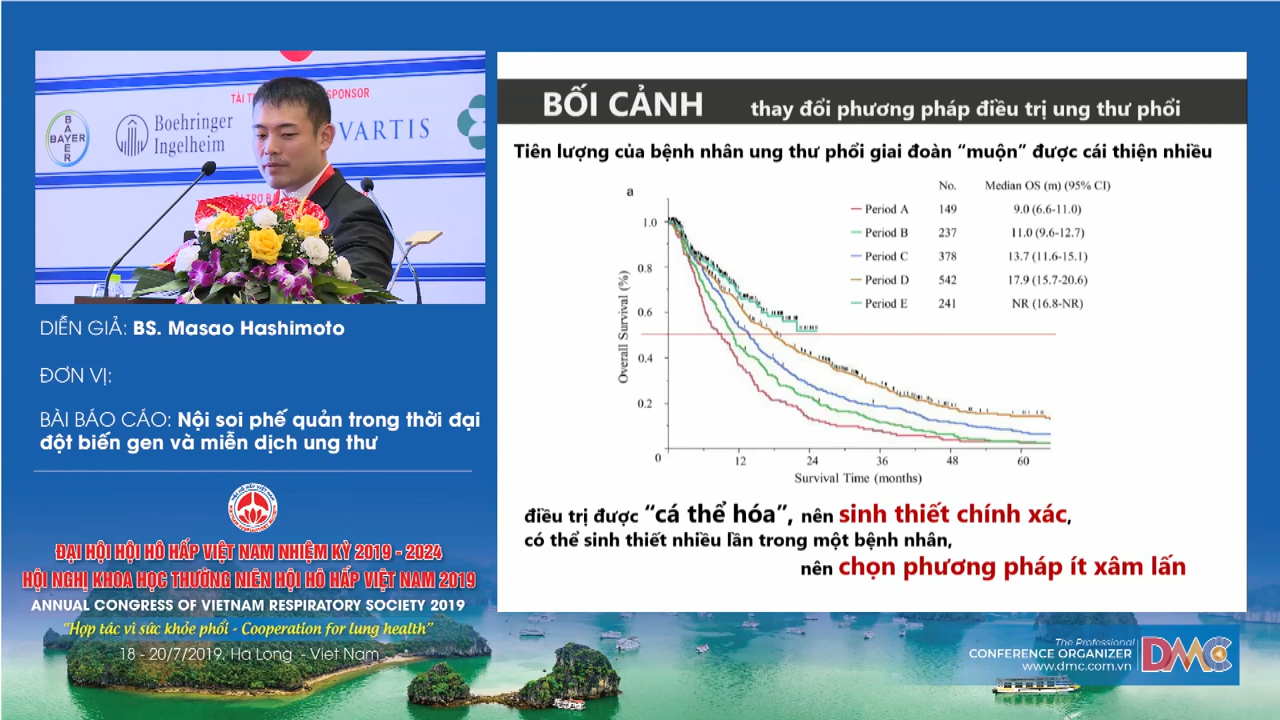 TÀI TR
SPONSOR
BAYER
BAYER
Boehringer
Ingelheim
OVARTIS
TÀI TRỢ B
DIỄN GIẢ: BS. Masao Hashimoto
ĐƠN VỊ:
BÀI BÁO CÁO: Nội soi phế quản trong thời đại
đột biến gen và miễn dịch ung thư
ĐẠI HỘI HỘI HÔ HẤP VIỆT NAM NHIỆM KỲ 2019 - 2024
HỘI NGHỊ KHOA HỌC THƯỜNG NIÊN HỘI HÔ HẤP VIỆT NAM 2019
ANNUAL CONGRESS OF VIETNAM RESPIRATORY SOCIETY 2019
"Hợp tác vì sức khỏe phổi - Cooperation for lung health"
18 - 20/7/2019. Ha Long - Viet Nam
BỐI CẢNH thay đổi phương pháp điều trị ung thư phổi
Tiên lượng của bệnh nhân ung thư phổi giai đoàn "muộn" được cái thiện nhiều
a
No. Median OS (m) (95% CI)
Period A 149 9.0 (6.6-11.0)
Period B 237 11.0 (9.6-12.7)
Period C 378 13.7 (11.6-15.1)
Period D 542 17.9 (15.7-20.6)
Period E 241 NR (16.8-NR)
Overall Survival (%)
1.0
0.8
0.6
0.4
0.2
0 12 24 36 48 60
Survival Time (months)
điều trị được "cá thể hóa", nên sinh thiết chính xác,
có thể sinh thiết nhiều lần trong một bệnh nhân,
nên chọn phương pháp ít xâm lấn
The Professional
CONFERENCE ORGANIZER
www.dmc.com.vn
DMC